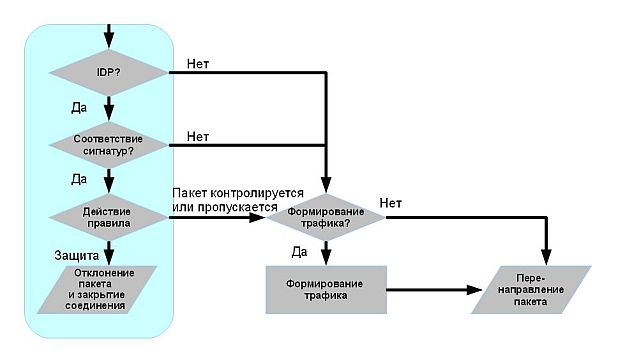 IDP?
Нет
Да
Соответствие
сигнатур?
Нет
Да
Действие
правила
Пакет контролируется
или пропускается
Формирование
трафика?
Нет
Защита
Да
Отклонение
пакета
и закрытие
соединения
Формирование
трафика
Пере-
направление
пакета